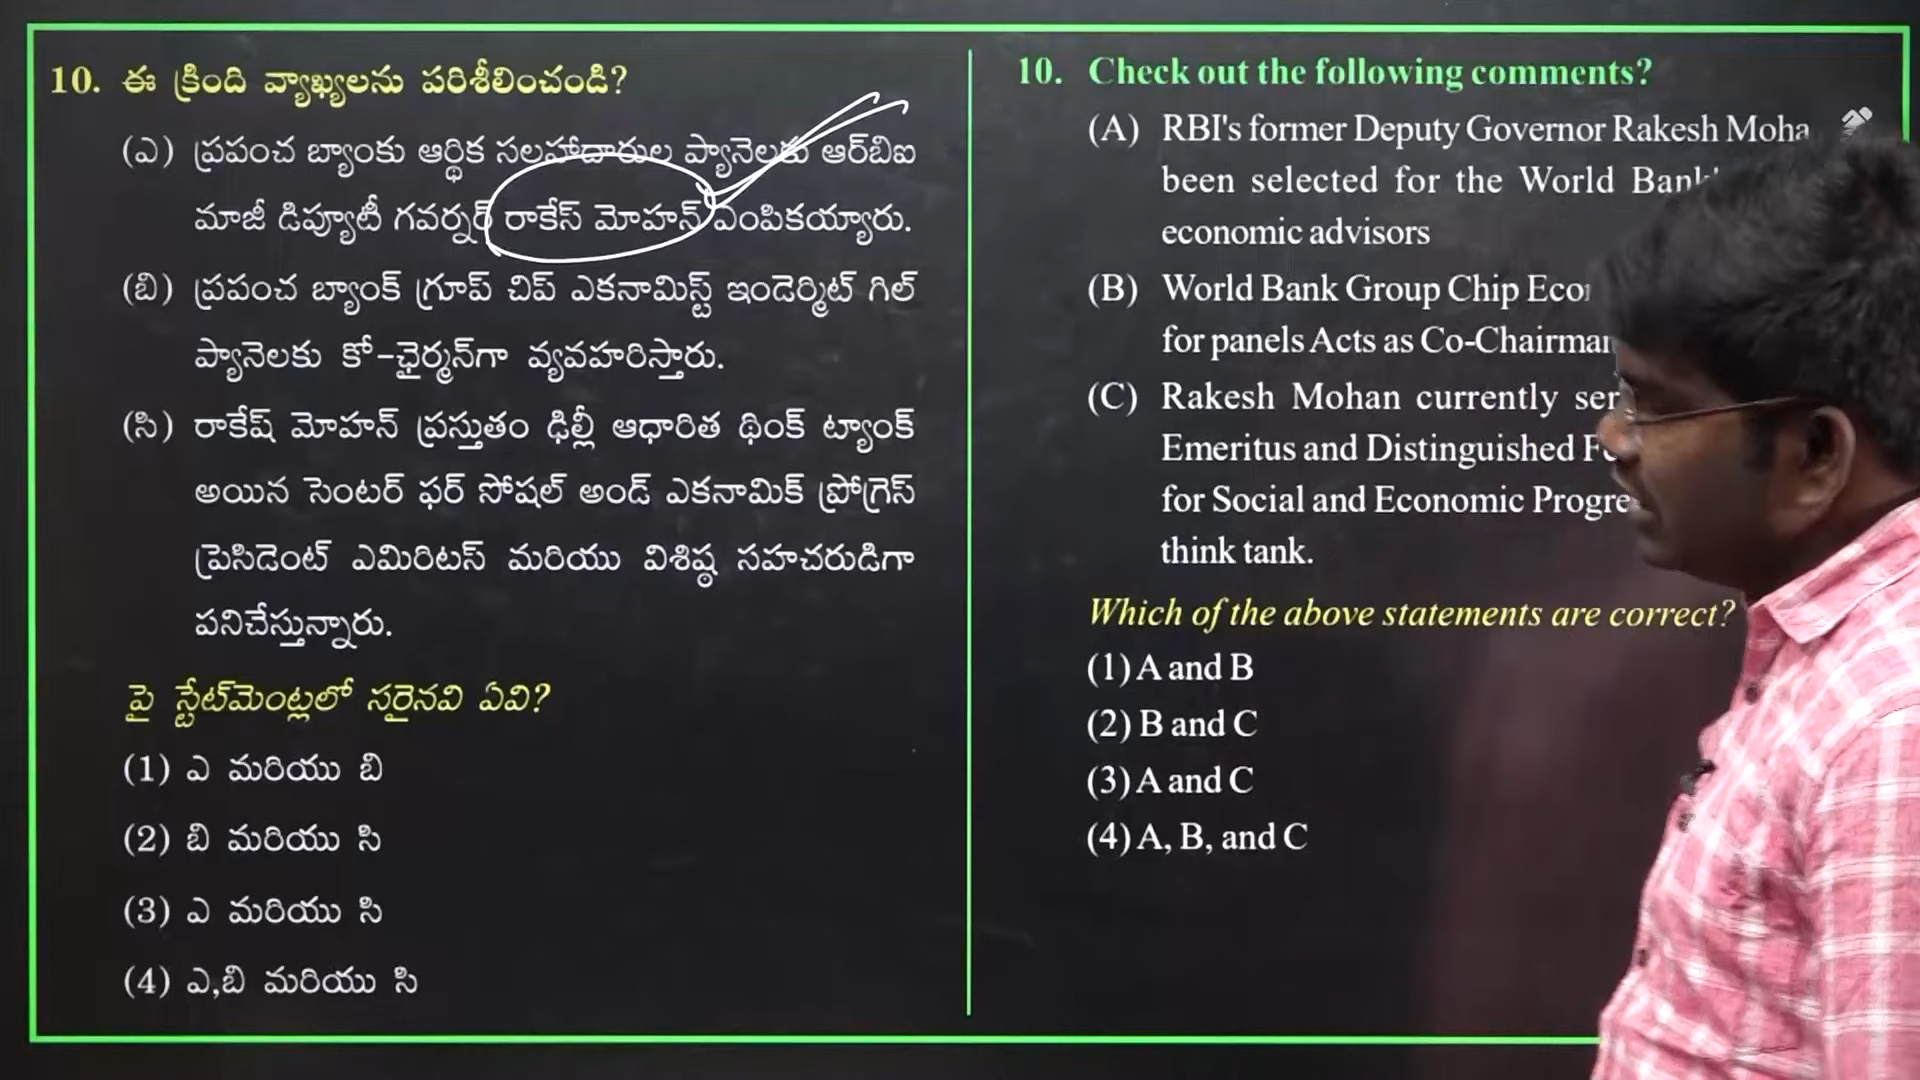 10. ఈ క్రింది వ్యాఖ్యలను పరిశీలించండి?
(ఎ) ప్రపంచ బ్యాంకు ఆర్థిక సలహాదారుల ప్యానెలకు ఆర్‌బిఐ
మాజీ డిప్యూటీ గవర్నర్ రాకేస్ మోహన్ ఎంపికయ్యారు.
(బి) ప్రపంచ బ్యాంక్ గ్రూప్ చిప్ ఎకనామిస్ట్ ఇండెర్మిట్ గిల్
ప్యానెలకు కో-ఛైర్మన్‌గా వ్యవహరిస్తారు.
(సి) రాకేష్ మోహన్ ప్రస్తుతం ఢిల్లీ ఆధారిత థింక్ ట్యాంక్
అయిన సెంటర్ ఫర్ సోషల్ అండ్ ఎకనామిక్ ప్రోగ్రెస్
ప్రెసిడెంట్ ఎమిరిటస్ మరియు విశిష్ఠ సహచరుడిగా
పనిచేస్తున్నారు.
పై స్టేట్‌మెంట్లలో సరైనవి ఏవి?
(1) ఎ మరియు బి
(2) బి మరియు సి
(3) ఎ మరియు సి
(4) ఎ,బి మరియు సి
10. Check out the following comments?
(A) RBI's former Deputy Governor Rakesh
been selected for the World
economic advisors
(B) World Bank Group Chip
for panels Acts as
(C) Rakesh Mohan currently
Emeritus and Distinguished
for Social and Economic
think tank.
Which of the above statements are correct?
(1) A and B
(2) B and C
(3) A and C
(4) A, B, and C